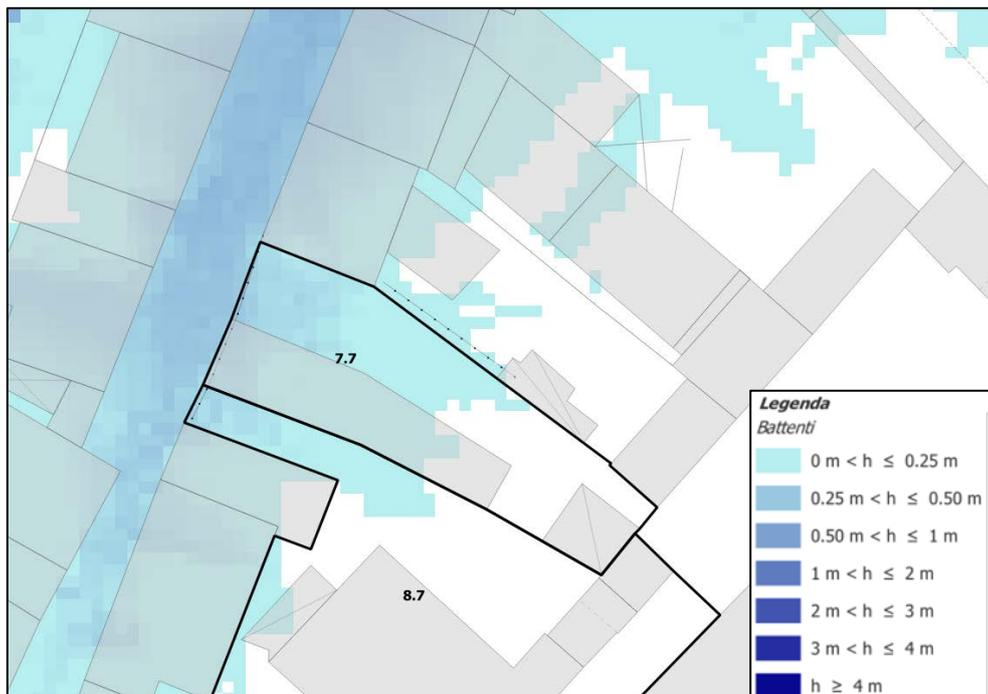 7.7
8.7
Legenda
Battenti
0 m < h ≤ 0.25 m
0.25 m < h ≤ 0.50 m
0.50 m < h ≤ 1 m
1 m < h ≤ 2 m
2 m < h ≤ 3 m
3 m < h ≤ 4 m
h ≥ 4 m